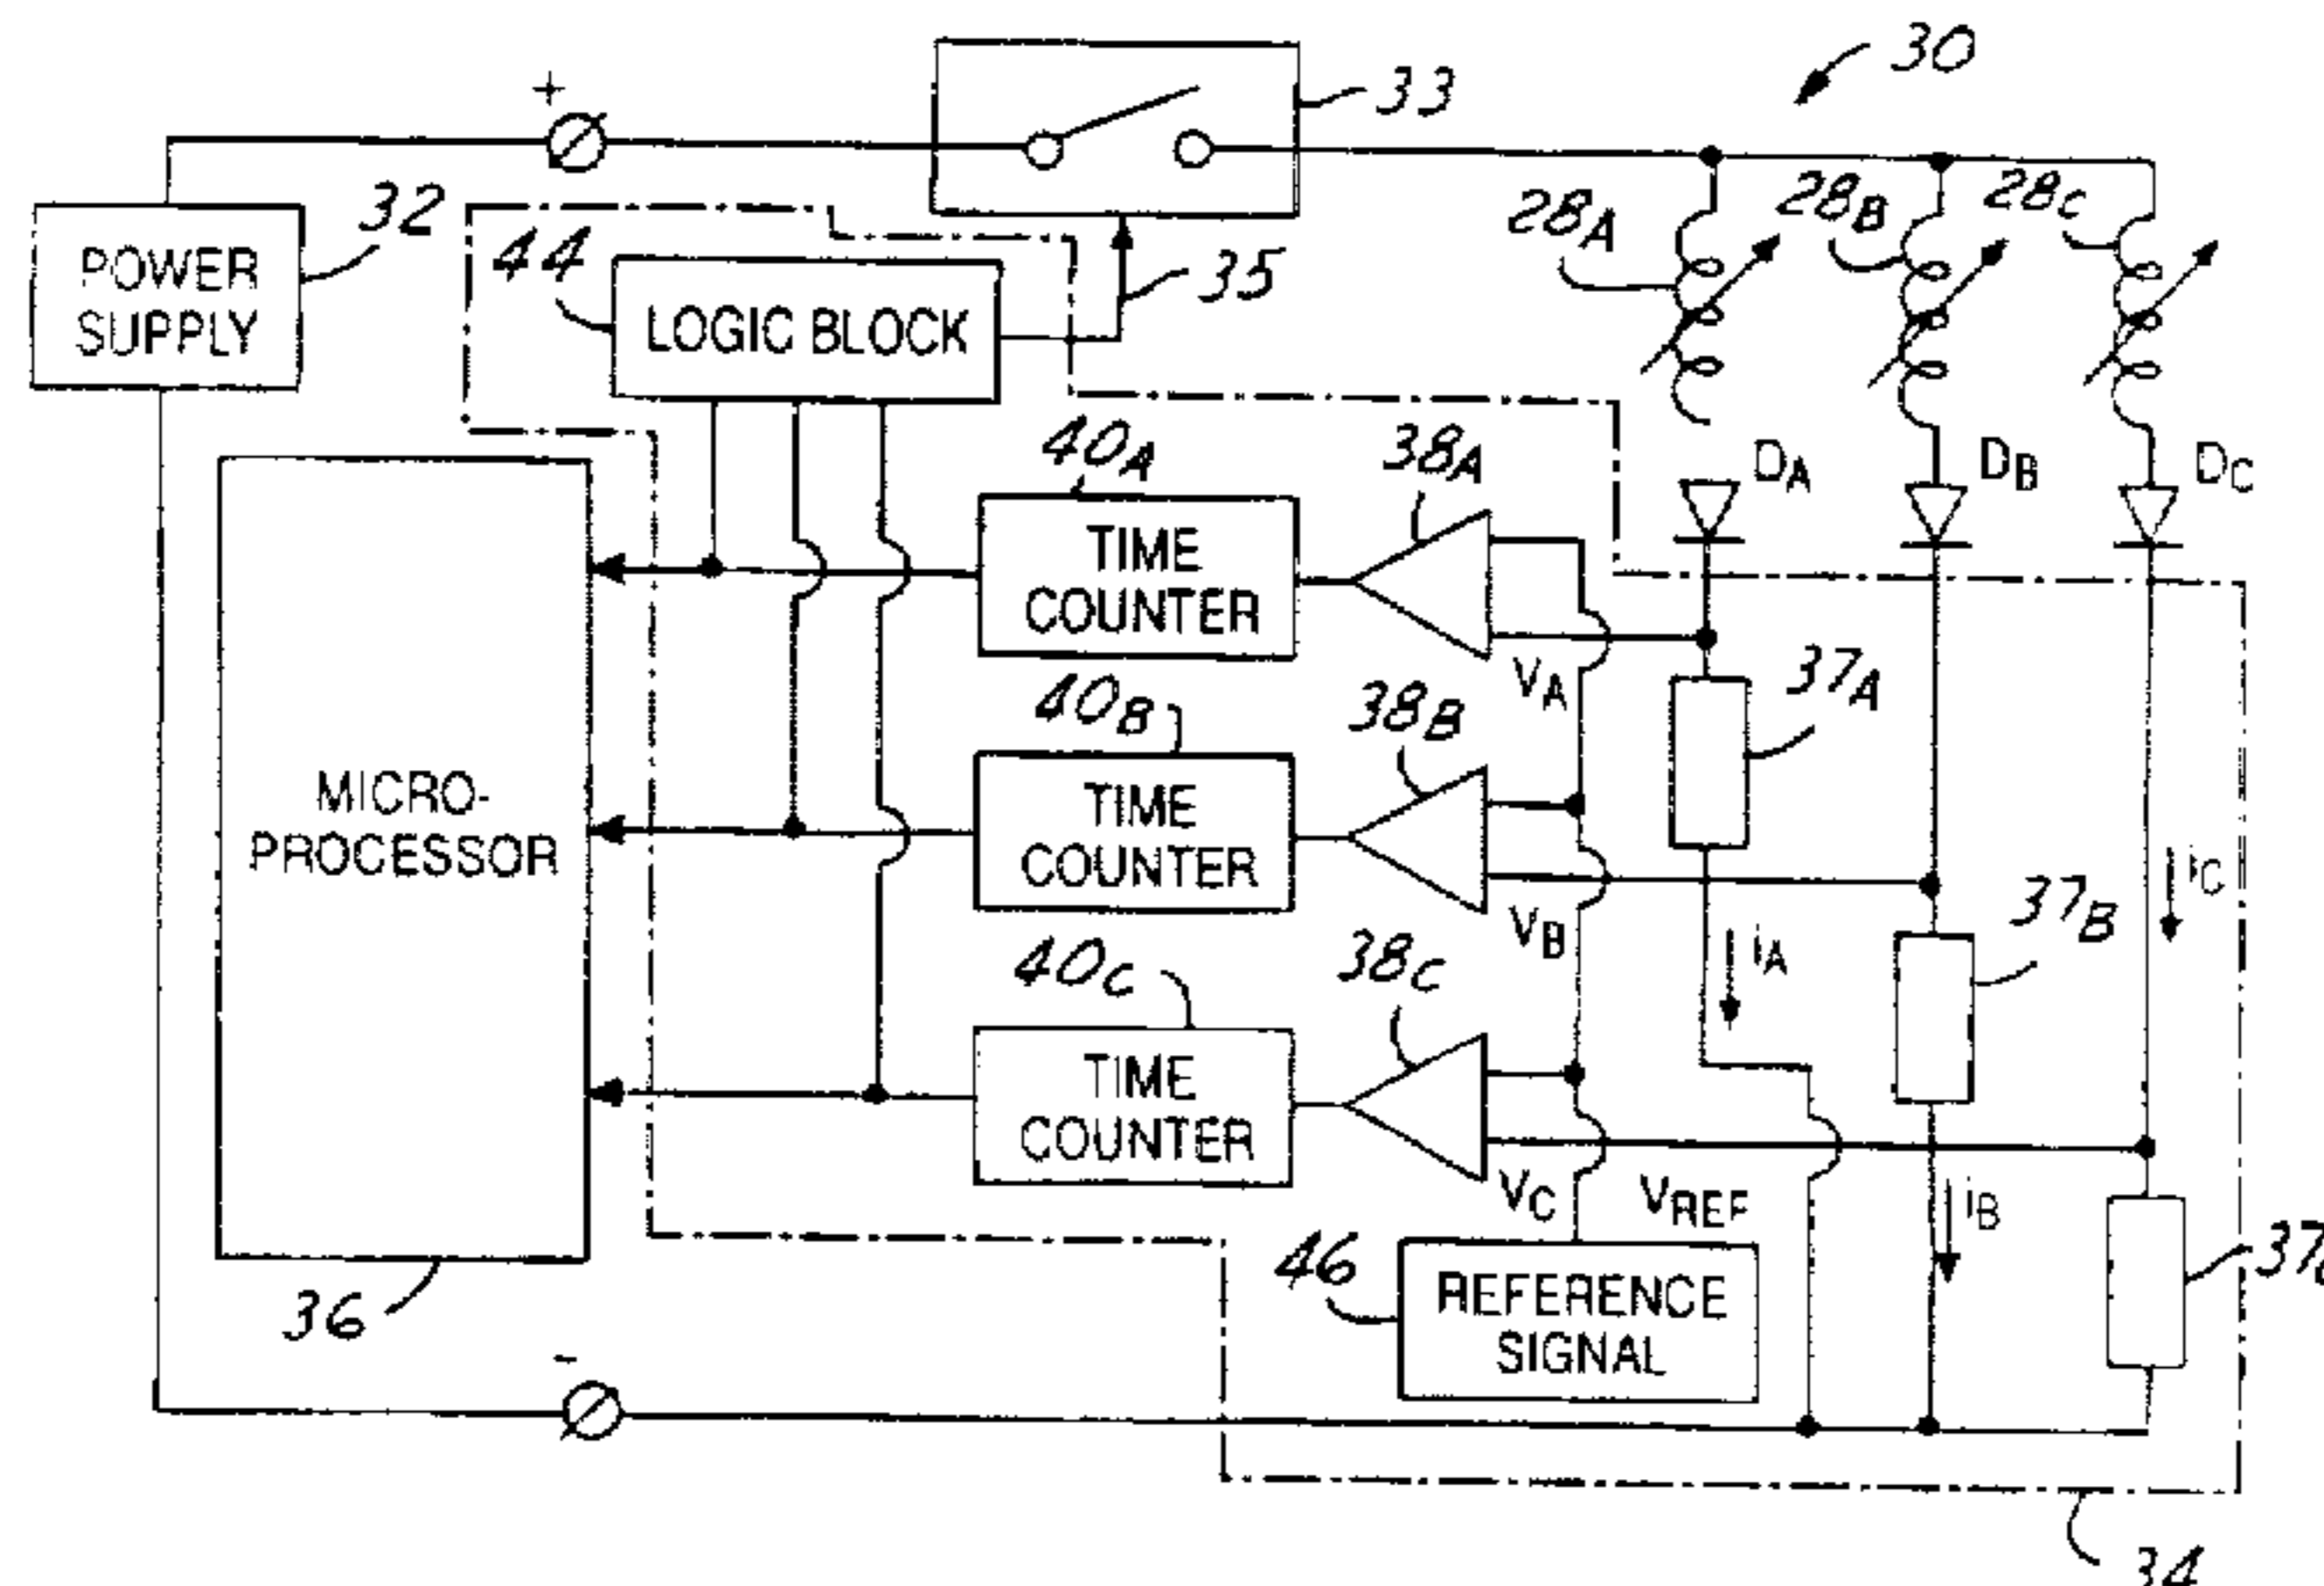 30
+
33
32
POWER
SUPPLY
44
LOGIC BLOCK
35
28A
28B
28C
40A
38A
DA
DB
DC
TIME
COUNTER
VA
37A
40B
38B
MICRO-
PROCESSOR
TIME
COUNTER
VB
iA
37B
iC
40C
38C
TIME
COUNTER
VC
VREF
iB
36
46
REFERENCE
SIGNAL
-
34